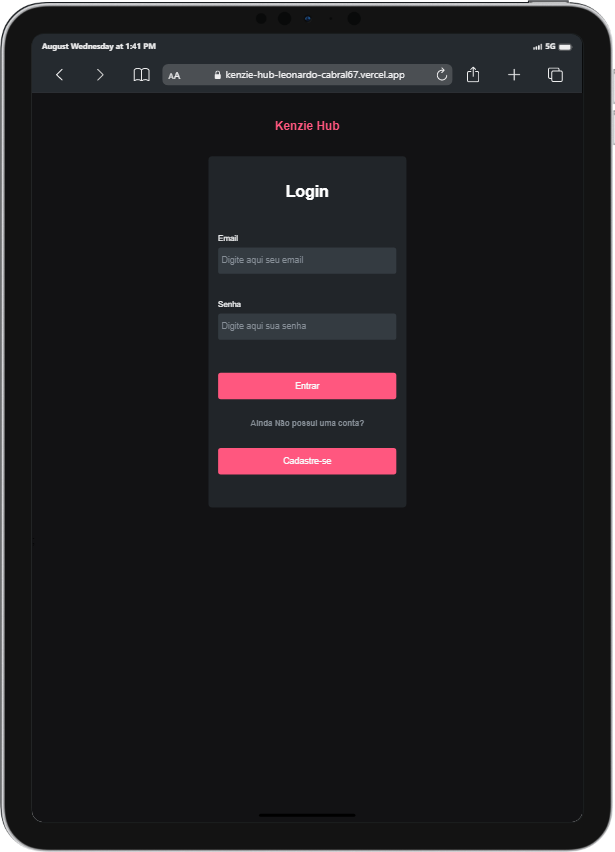 August Wednesday at 1:41 PM
5G
AA
kenzie-hub-leonardo-cabral67.vercel.app
Kenzie Hub
Login
Email
Digite aqui seu email
Senha
Digite aqui sua senha
Entrar
Ainda Não possui uma conta?
Cadastre-se